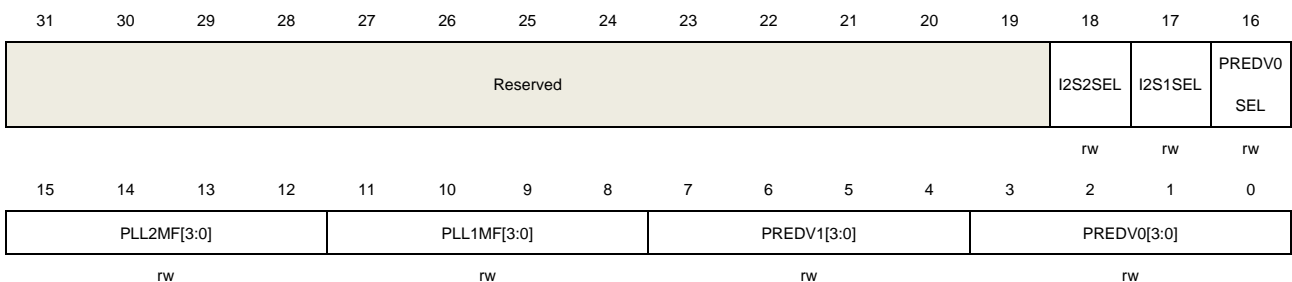 31 30 29 28 27 26 25 24 23 22 21 20 19 18 17 16
Reserved I2S2SEL I2S1SEL PREDV0
SEL
rw rw rw
15 14 13 12 11 10 9 8 7 6 5 4 3 2 1 0
PLL2MF[3:0] PLL1MF[3:0] PREDV1[3:0] PREDV0[3:0]
rw rw rw rw